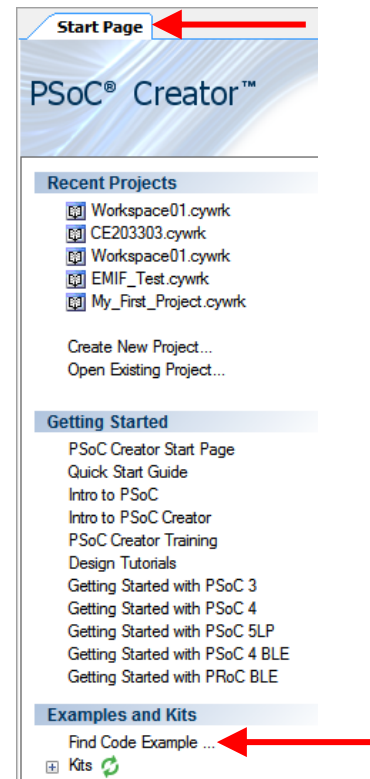 Start Page
PSoC® Creator™
Recent Projects
Workspace01.cywrk
CE203303.cywrk
Workspace01.cywrk
EMIF_Test.cywrk
My_First_Project.cywrk
Create New Project...
Open Existing Project...
Getting Started
PSoC Creator Start Page
Quick Start Guide
Intro to PSoC
Intro to PSoC Creator
PSoC Creator Training
Design Tutorials
Getting Started with PSoC 3
Getting Started with PSoC 4
Getting Started with PSoC 5LP
Getting Started with PSoC 4 BLE
Getting Started with PRoC BLE
Examples and Kits
Find Code Example ...
Kits